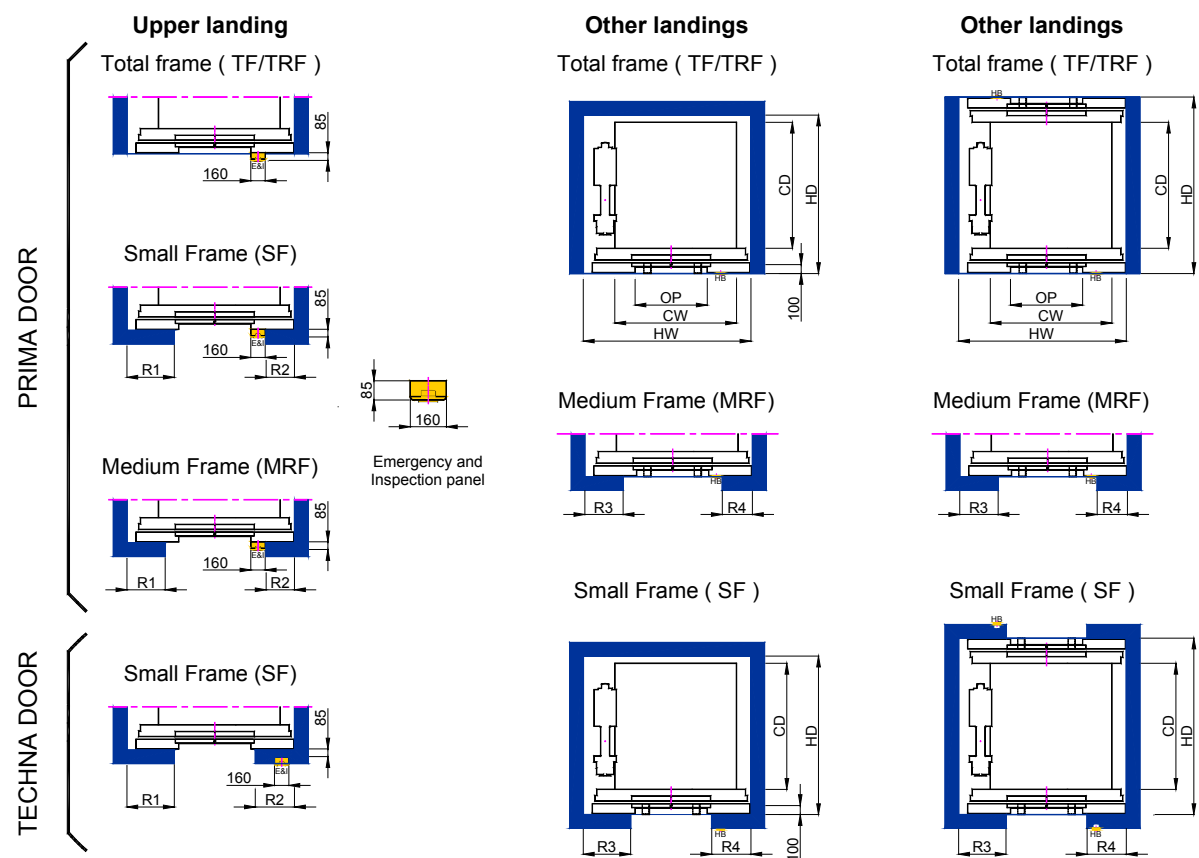 Upper landing
Other landings
Other landings
PRIMA DOOR
Total frame ( TF/TRF )
85
160
E&I
Small Frame (SF)
85
160
E&I
R1
R2
Medium Frame (MRF)
85
160
E&I
R1
R2
85
160
Emergency and
Inspection panel
TECHNA DOOR
Small Frame (SF)
85
160
E&I
R1
R2
Total frame ( TF/TRF )
CD
HD
HB
OP
CW
HW
100
Medium Frame (MRF)
HB
R3
R4
Small Frame ( SF )
CD
HD
HB
R3
R4
100
Total frame ( TF/TRF )
HB
CD
HD
HB
OP
CW
HW
Medium Frame (MRF)
HB
R3
R4
Small Frame ( SF )
HB
CD
HD
HB
R3
R4